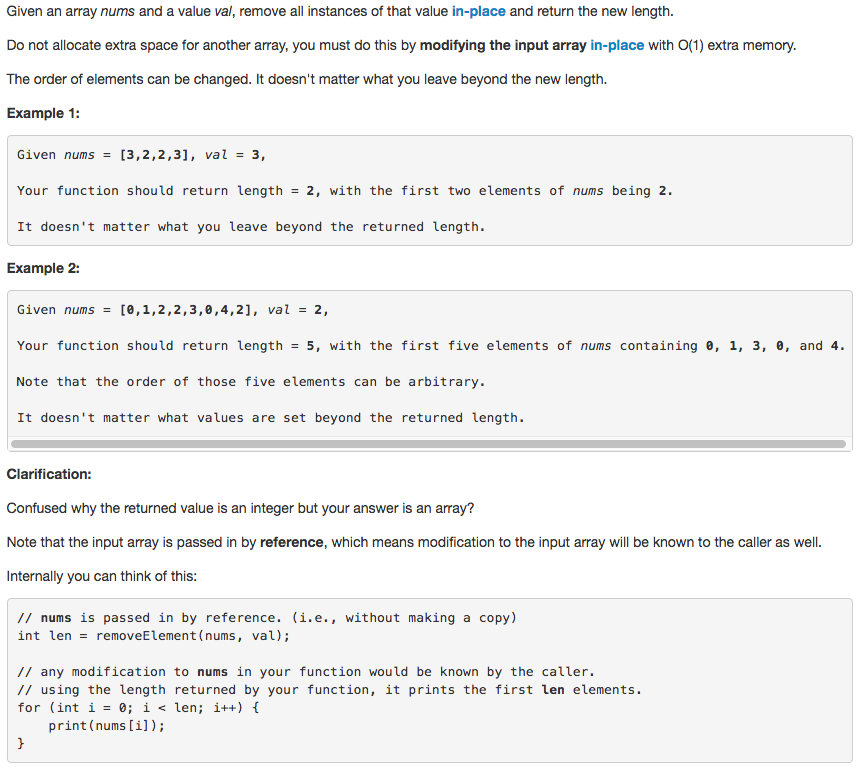 Given an array nums and a value val, remove all instances of that value in-place and return the new length.
Do not allocate extra space for another array, you must do this by modifying the input array in-place with O(1) extra memory.
The order of elements can be changed. It doesn't matter what you leave beyond the new length.
Example 1:
Given nums = [3,2,2,3], val = 3,
Your function should return length = 2, with the first two elements of nums being 2.
It doesn't matter what you leave beyond the returned length.
Example 2:
Given nums = [0,1,2,2,3,0,4,2], val = 2,
Your function should return length = 5, with the first five elements of nums containing 0, 1, 3, 0, and 4.
Note that the order of those five elements can be arbitrary.
It doesn't matter what values are set beyond the returned length.
Clarification:
Confused why the returned value is an integer but your answer is an array?
Note that the input array is passed in by reference, which means modification to the input array will be known to the caller as well.
Internally you can think of this:
// nums is passed in by reference. (i.e., without making a copy)
int len = removeElement(nums, val);
// any modification to nums in your function would be known by the caller.
// using the length returned by your function, it prints the first len elements.
for (int i = 0; i < len; i++) {
    print(nums[i]);
}